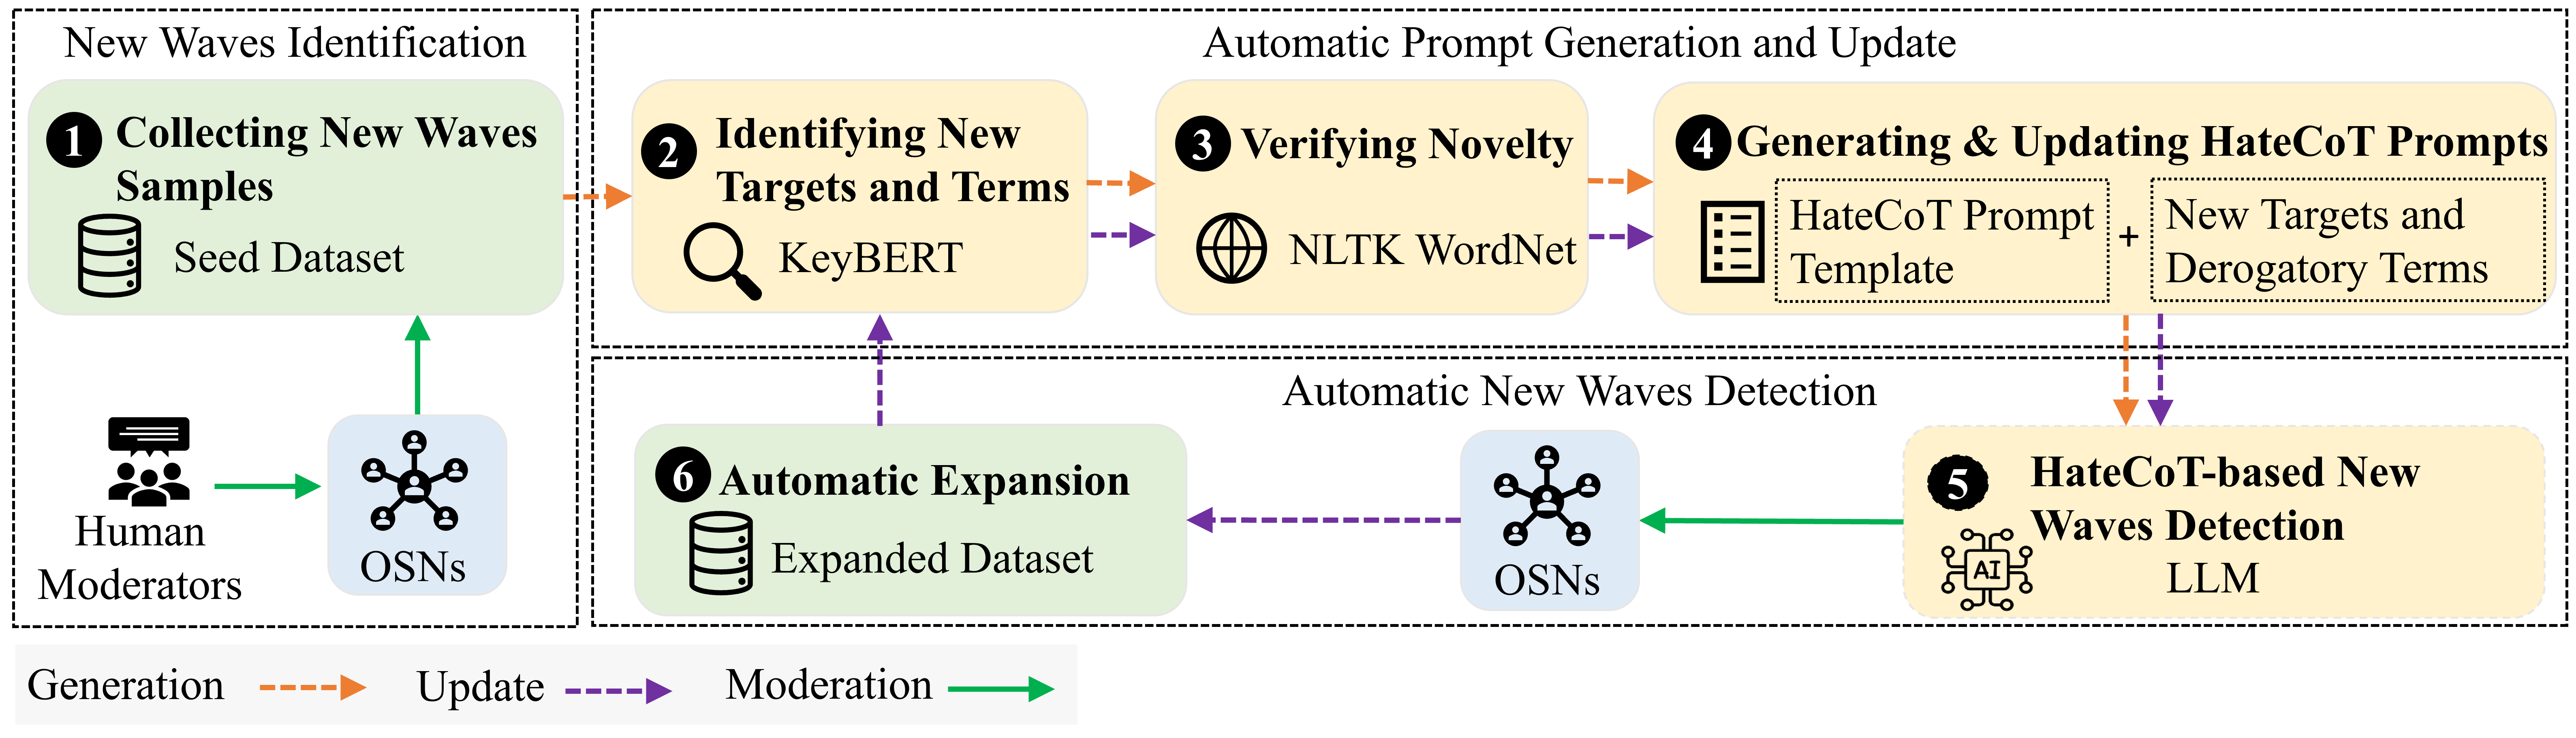 New Waves Identification
1 Collecting New Waves
Samples
Seed Dataset
Human
Moderators
OSNs
Automatic Prompt Generation and Update
2 Identifying New
Targets and Terms
KeyBERT
3 Verifying Novelty
NLTK WordNet
4 Generating & Updating HateCoT Prompts
HateCoT Prompt
Template
+
New Targets and
Derogatory Terms
Automatic New Waves Detection
6 Automatic Expansion
Expanded Dataset
OSNs
5 HateCoT-based New
Waves Detection
AI
LLM
Generation
Update
Moderation